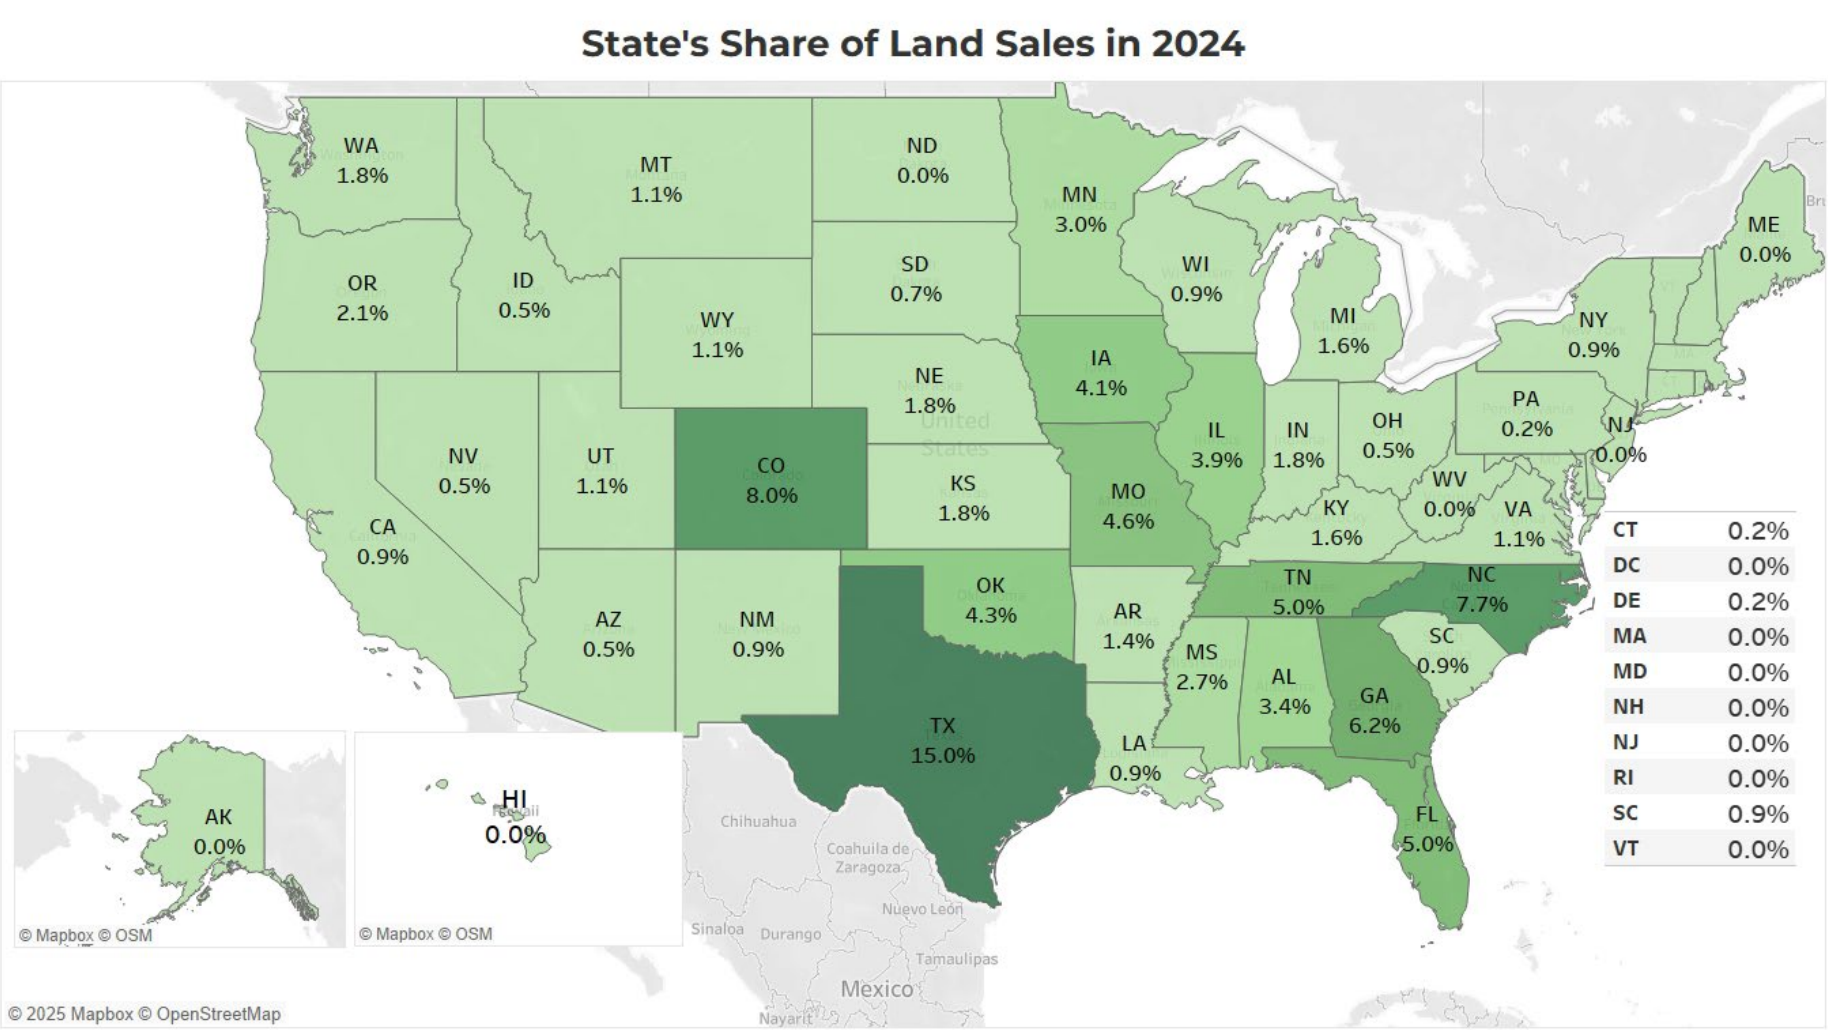 State's Share of Land Sales in 2024
WA
1.8%
MT
1.1%
ND
0.0%
MN
3.0%
ME
0.0%
OR
2.1%
ID
0.5%
WY
1.1%
SD
0.7%
WI
0.9%
MI
1.6%
NY
0.9%
IA
4.1%
NE
1.8%
PA
0.2%
NJ
0.0%
NV
0.5%
UT
1.1%
CO
8.0%
KS
1.8%
IL
3.9%
IN
1.8%
OH
0.5%
MO
4.6%
WV
0.0%
VA
1.1%
KY
1.6%
CA
0.9%
AZ
0.5%
NM
0.9%
OK
4.3%
AR
1.4%
TN
5.0%
NC
7.7%
SC
0.9%
MS
2.7%
AL
3.4%
GA
6.2%
TX
15.0%
LA
0.9%
FL
5.0%
AK
0.0%
HI
0.0%
CT 0.2%
DC 0.0%
DE 0.2%
MA 0.0%
MD 0.0%
NH 0.0%
NJ 0.0%
RI 0.0%
SC 0.9%
VT 0.0%
United
States
Chihuahua
Coahuila de
Zaragoza
Nuevo León
Sinaloa
Durango
Tamaulipas
Mexico
Nayarit
© Mapbox © OSM
© Mapbox © OSM
© 2025 Mapbox © OpenStreetMap